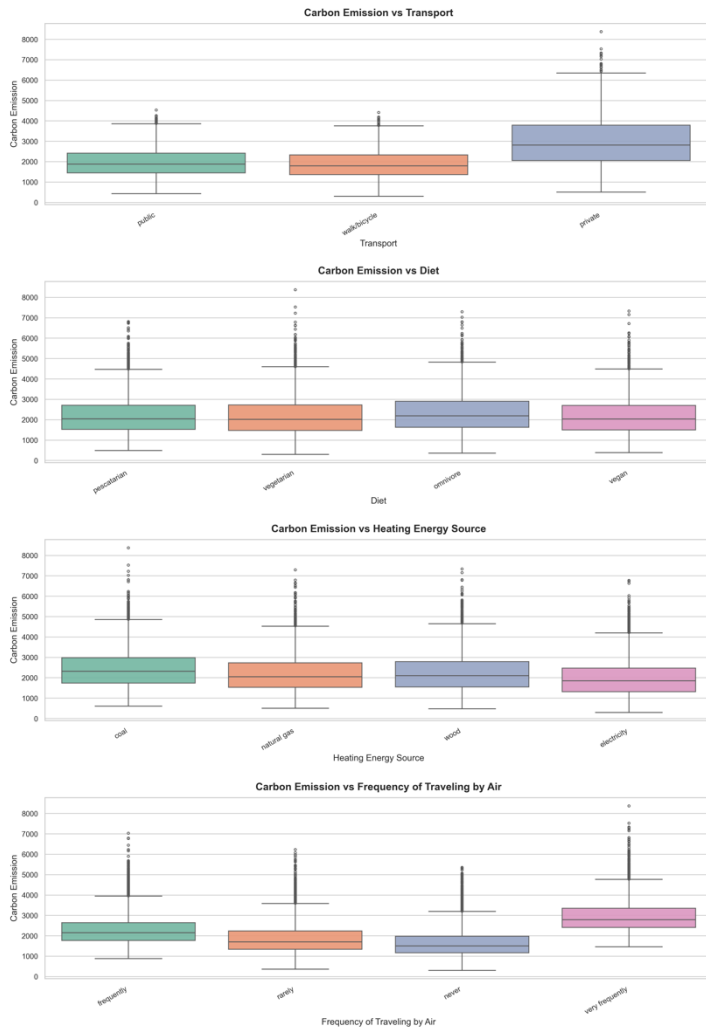 Carbon Emission vs Transport
8000
7000
6000
5000
4000
3000
2000
1000
0
Carbon Emission
public
walk/bicycle
private
Transport
Carbon Emission vs Diet
8000
7000
6000
5000
4000
3000
2000
1000
0
Carbon Emission
pescatarian
vegetarian
omnivore
vegan
Diet
Carbon Emission vs Heating Energy Source
8000
7000
6000
5000
4000
3000
2000
1000
0
Carbon Emission
coal
natural gas
wood
electricity
Heating Energy Source
Carbon Emission vs Frequency of Traveling by Air
8000
7000
6000
5000
4000
3000
2000
1000
0
Carbon Emission
frequently
rarely
never
very frequently
Frequency of Traveling by Air